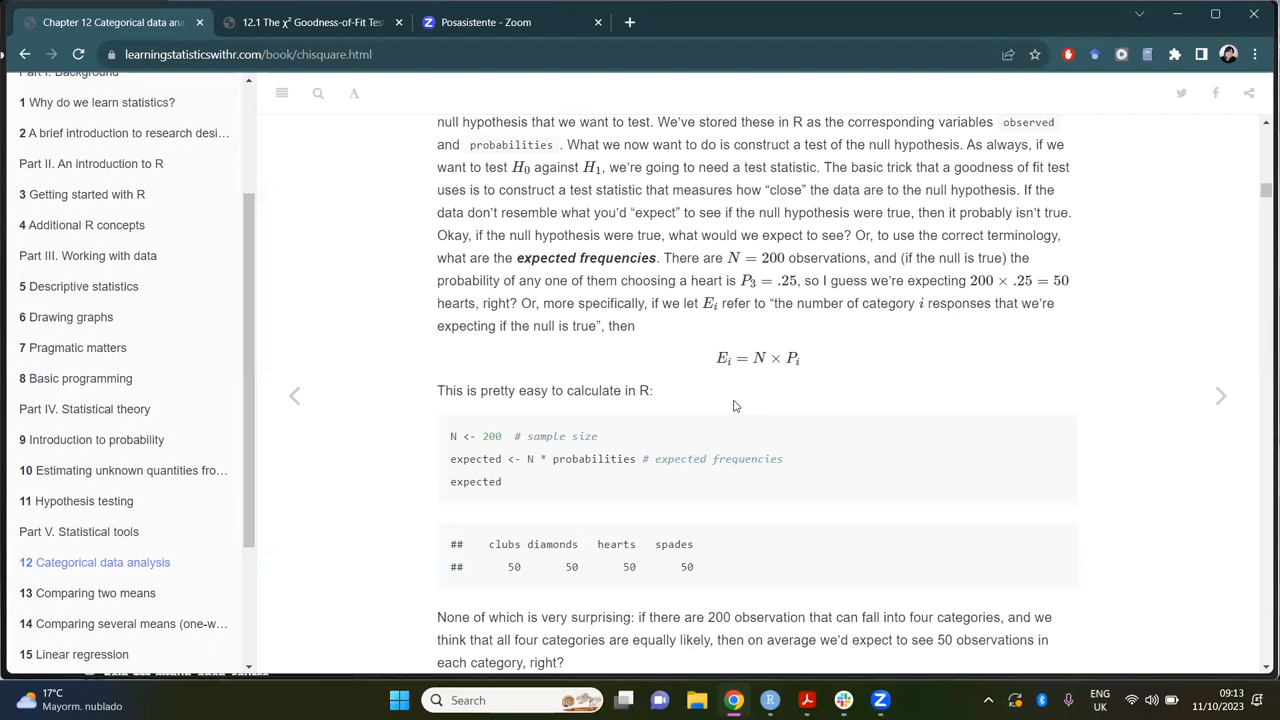 Chapter 12 Categorical data ana
12.1 The χ² Goodness-of-Fit Test
Posasistente - Zoom
learningstatisticswithr.com/book/chisquare.html
Part I. Background
1 Why do we learn statistics?
2 A brief introduction to research desi...
Part II. An introduction to R
3 Getting started with R
4 Additional R concepts
Part III. Working with data
5 Descriptive statistics
6 Drawing graphs
7 Pragmatic matters
8 Basic programming
Part IV. Statistical theory
9 Introduction to probability
10 Estimating unknown quantities fro...
11 Hypothesis testing
Part V. Statistical tools
12 Categorical data analysis
13 Comparing two means
14 Comparing several means (one-w...
15 Linear regression
A
null hypothesis that we want to test. We've stored these in R as the corresponding variables observed
and probabilities . What we now want to do is construct a test of the null hypothesis. As always, if we
want to test H₀ against H₁, we're going to need a test statistic. The basic trick that a goodness of fit test
uses is to construct a test statistic that measures how “close” the data are to the null hypothesis. If the
data don't resemble what you'd “expect” to see if the null hypothesis were true, then it probably isn't true.
Okay, if the null hypothesis were true, what would we expect to see? Or, to use the correct terminology,
what are the expected frequencies. There are N = 200 observations, and (if the null is true) the
probability of any one of them choosing a heart is P₃ = .25, so I guess we're expecting 200 × .25 = 50
hearts, right? Or, more specifically, if we let Eᵢ refer to “the number of category i responses that we're
expecting if the null is true”, then
Eᵢ = N × Pᵢ
This is pretty easy to calculate in R:
N <- 200 # sample size
expected <- N * probabilities # expected frequencies
expected
## clubs diamonds hearts spades
## 50 50 50 50
None of which is very surprising: if there are 200 observation that can fall into four categories, and we
think that all four categories are equally likely, then on average we'd expect to see 50 observations in
each category, right?
17°C
Mayorm. nublado
Search
ENG
UK
09:13
11/10/2023